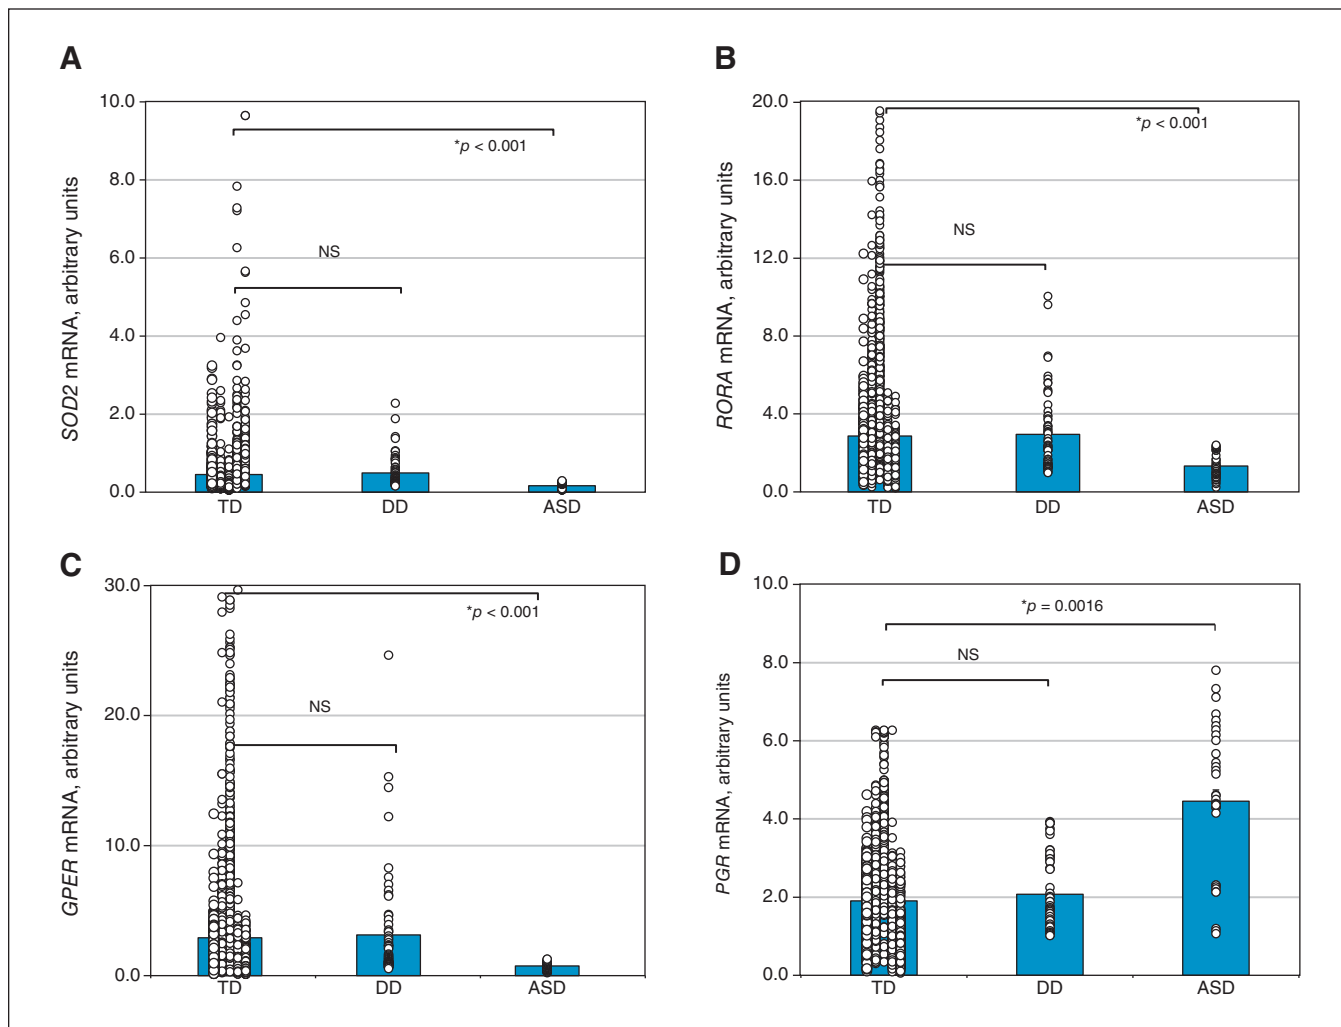 A
SOD2 mRNA, arbitrary units
10.0
8.0
6.0
4.0
2.0
0.0
*p < 0.001
NS
TD DD ASD
B
RORA mRNA, arbitrary units
20.0
16.0
12.0
8.0
4.0
0.0
*p < 0.001
NS
TD DD ASD
C
GPER mRNA, arbitrary units
30.0
20.0
10.0
0.0
*p < 0.001
NS
TD DD ASD
D
PGR mRNA, arbitrary units
10.0
8.0
6.0
4.0
2.0
0.0
*p = 0.0016
NS
TD DD ASD